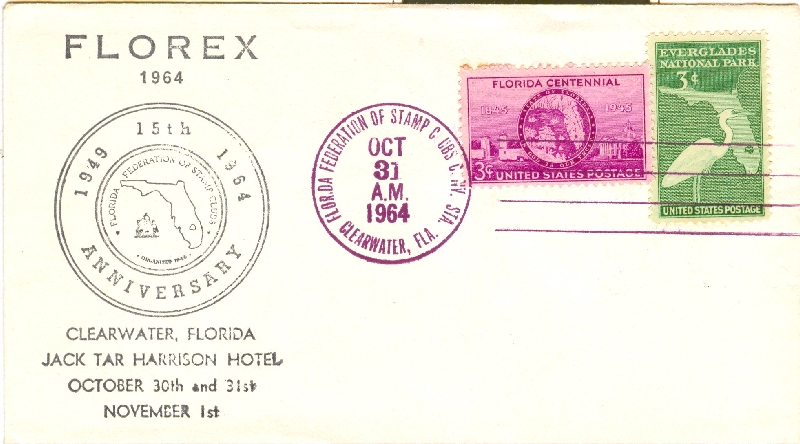 FLOREX
1964
1949 15th 1964
ANNIVERSARY
FLORIDA FEDERATION OF STAMP CLUBS
CLEARWATER, FLORIDA
JACK TAR HARRISON HOTEL
OCTOBER 30th and 31st
NOVEMBER 1st
FLORIDA FEDERATION OF STAMP C UBS STA.
OCT
31
A.M.
1964
CLEARWATER, FLA.
FLORIDA CENTENNIAL
1845 1945
3¢ UNITED STATES POSTAGE
EVERGLADES
NATIONAL PARK
3¢
UNITED STATES POSTAGE